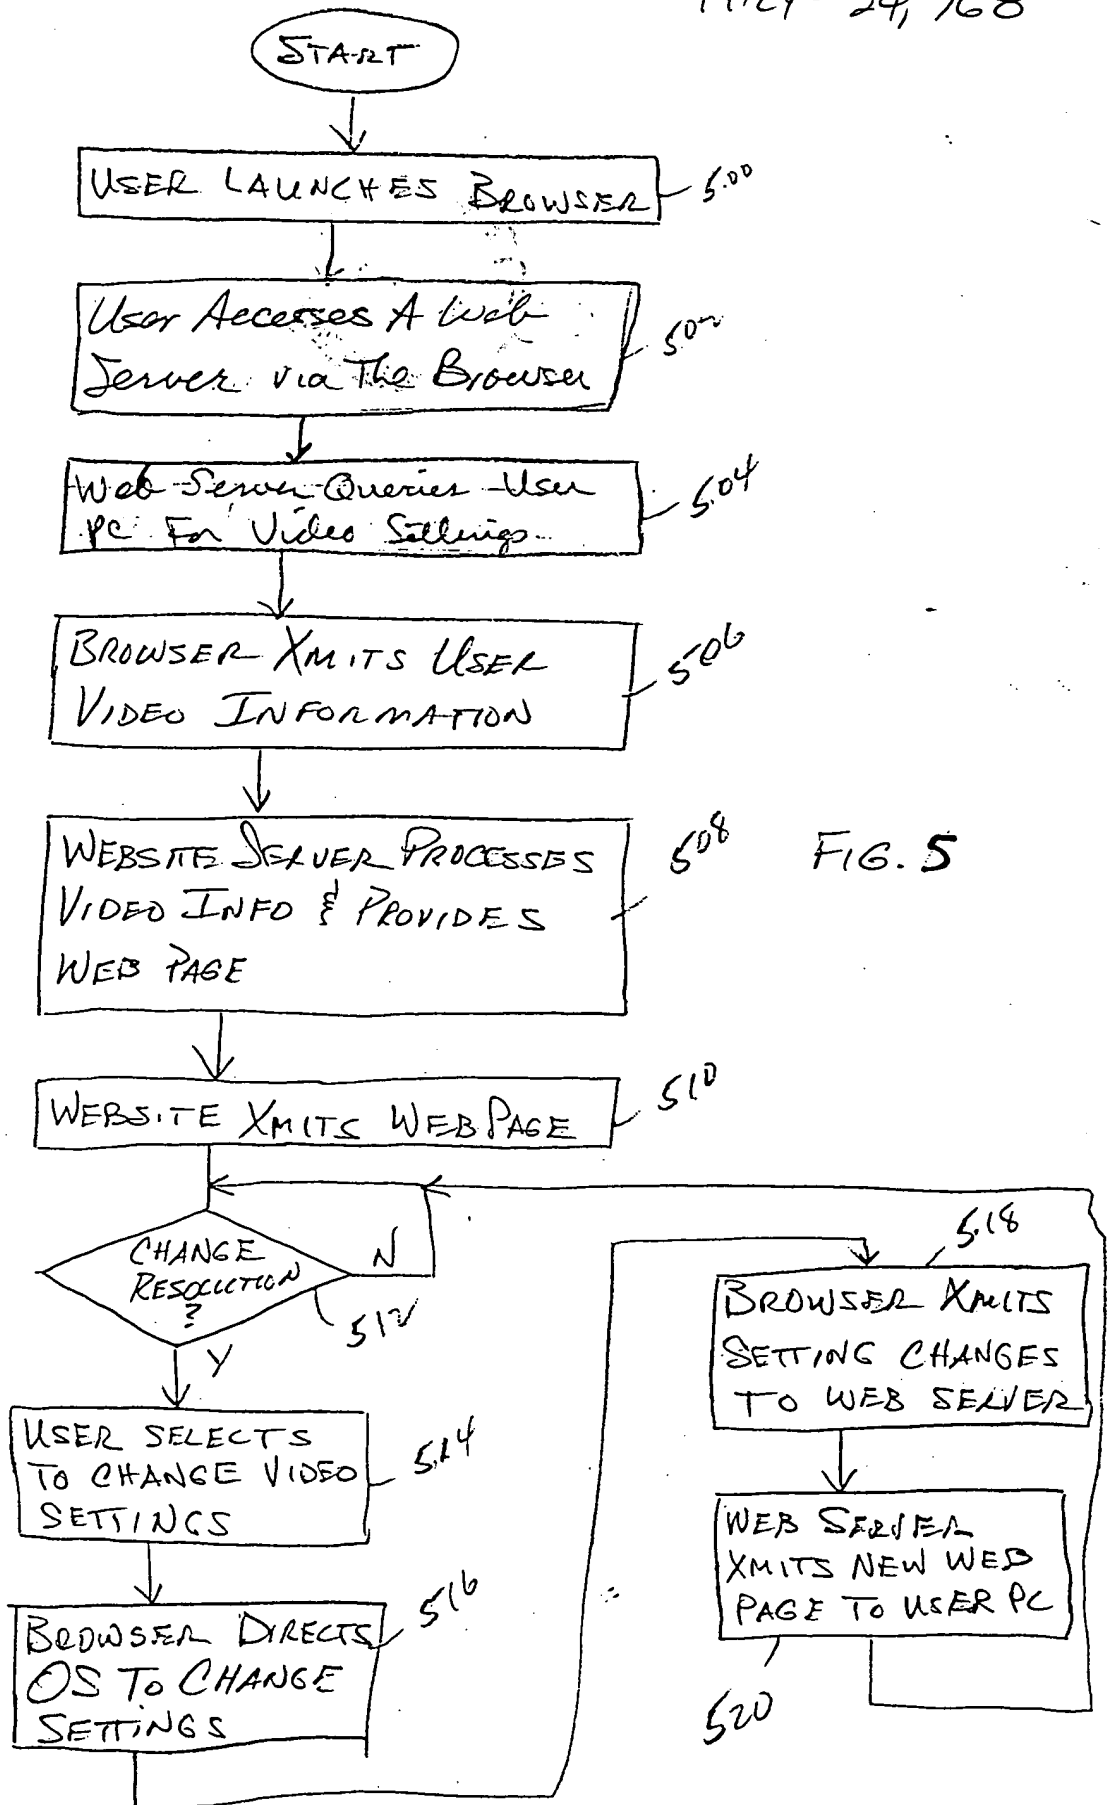 24, 768
START
USER LAUNCHES BROWSER
500
User Accesses A Web
Server via The Browser
502
Web Server Queries User
PC For Video Settings
504
BROWSER XMITS USER
VIDEO INFORMATION
506
WEBSITE SERVER PROCESSES
VIDEO INFO & PROVIDES
WEB PAGE
508
FIG. 5
WEBSITE XMITS WEB PAGE
510
CHANGE
RESOLUTION
?
N
512
Y
USER SELECTS
TO CHANGE VIDEO
SETTINGS
514
BROWSER DIRECTS
OS TO CHANGE
SETTINGS
516
518
BROWSER XMITS
SETTING CHANGES
TO WEB SERVER
WEB SERVER
XMITS NEW WEB
PAGE TO USER PC
520